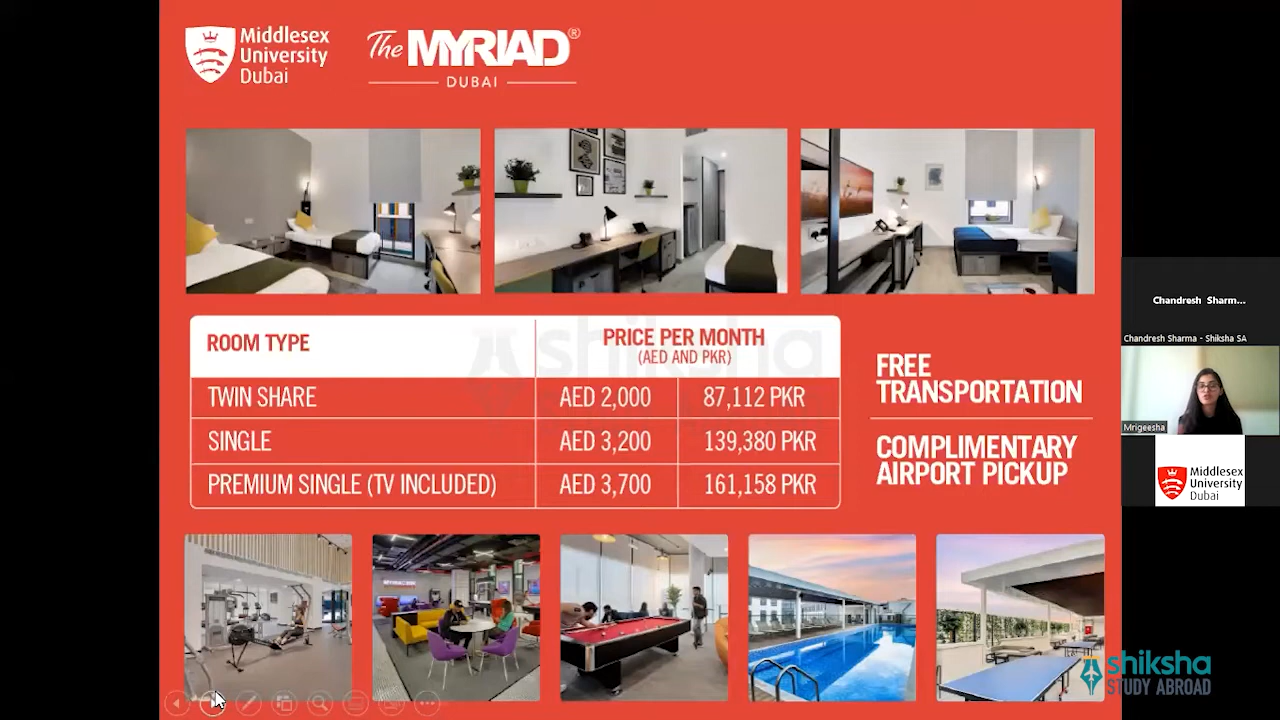 Middlesex
University
Dubai
The MYRIAD®
DUBAI
ROOM TYPE
PRICE PER MONTH
(AED AND PKR)
TWIN SHARE AED 2,000 87,112 PKR
SINGLE AED 3,200 139,380 PKR
PREMIUM SINGLE (TV INCLUDED) AED 3,700 161,158 PKR
FREE
TRANSPORTATION
COMPLIMENTARY
AIRPORT PICKUP
shiksha
Chandresh Sharm...
Chandresh Sharma - Shiksha SA
Mrigeesha
Middlesex
University
Dubai
shiksha
STUDY ABROAD